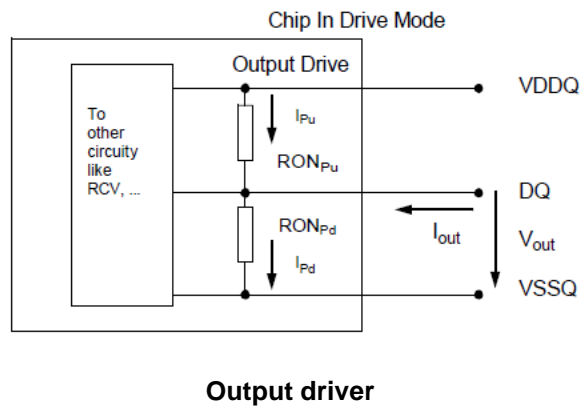 Chip In Drive Mode
Output Drive
VDDQ
To
other
circuity
like
RCV, ...
IPu
RONPu
DQ
RONPd
Iout
Vout
IPd
VSSQ
Output driver